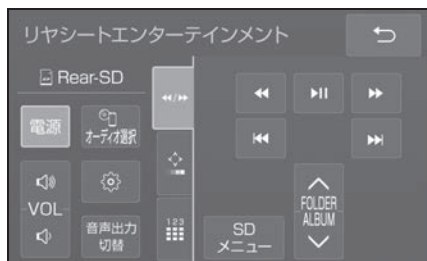 リヤシートエンターテインメント
Rear-SD
電源
オーディオ選択
VOL
音声出力
切替
123
SD
メニュー
FOLDER
ALBUM